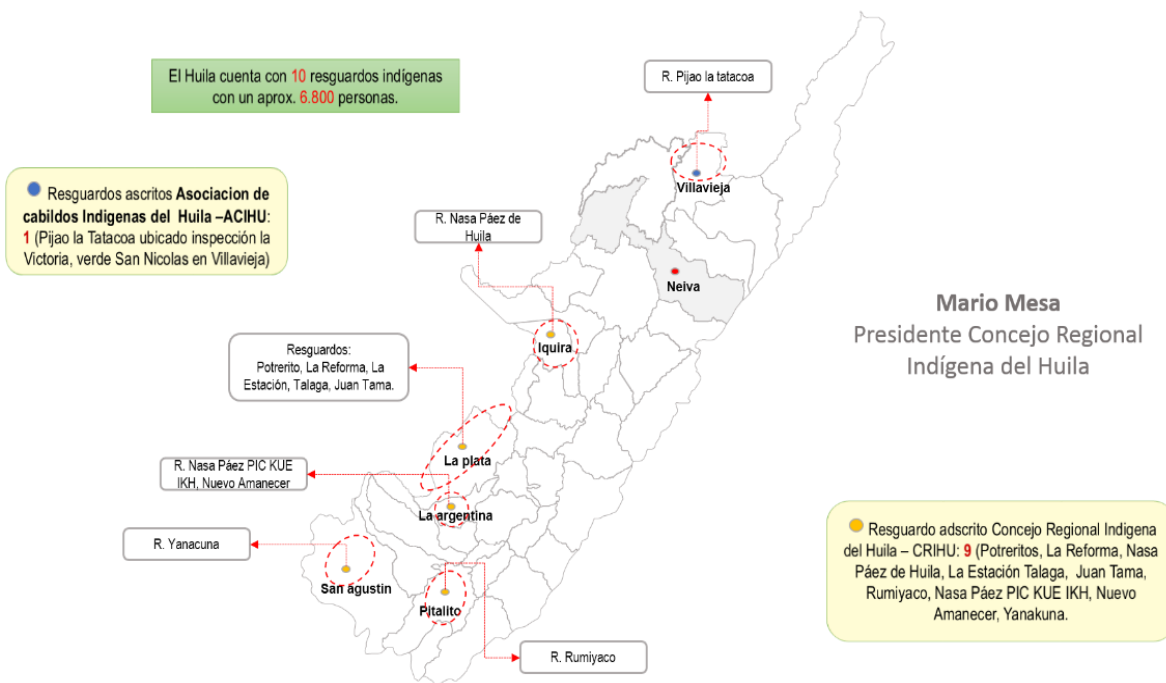 El Huila cuenta con 10 resguardos indígenas
con un aprox. 6.800 personas.
R. Pijao la tatacoa
Resguardos ascritos Asociacion de
cabildos Indigenas del Huila –ACIHU:
1 (Pijao la Tatacoa ubicado inspección la
Victoria, verde San Nicolas en Villavieja)
Villavieja
R. Nasa Páez de
Huila
Neiva
Mario Mesa
Presidente Concejo Regional
Indígena del Huila
Iquira
Resguardos:
Potrerito, La Reforma, La
Estación, Talaga, Juan Tama.
La plata
R. Nasa Páez PIC KUE
IKH, Nuevo Amanecer
La argentina
R. Yanacuna
San agustin
Pitalito
Resguardo adscrito Concejo Regional Indigena
del Huila – CRIHU: 9 (Potreritos, La Reforma, Nasa
Páez de Huila, La Estación Talaga, Juan Tama,
Rumiyaco, Nasa Páez PIC KUE IKH, Nuevo
Amanecer, Yanakuna.
R. Rumiyaco